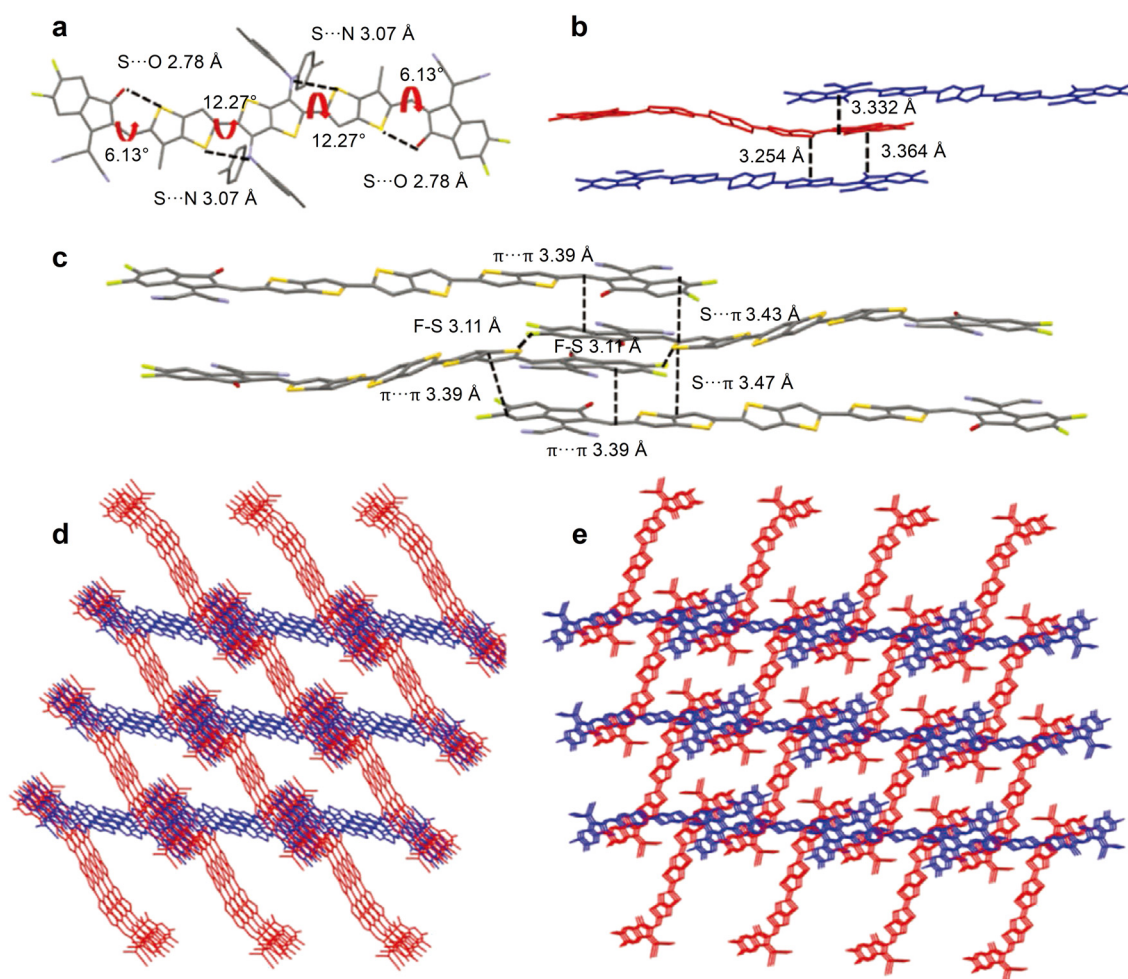 a
S···N 3.07 Å
S···O 2.78 Å
6.13°
12.27°
12.27°
6.13°
S···O 2.78 Å
S···N 3.07 Å
b
3.332 Å
3.254 Å
3.364 Å
c
π···π 3.39 Å
S···π 3.43 Å
F-S 3.11 Å
F-S 3.11 Å
π···π 3.39 Å
S···π 3.47 Å
π···π 3.39 Å
d
e